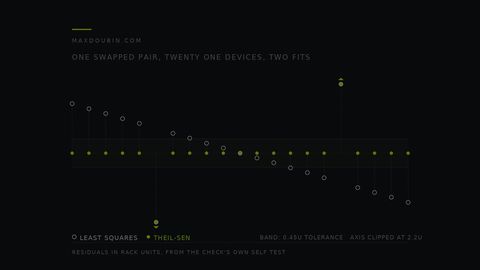 MAXDOURIN.COM
ONE SWAPPED PAIR, TWENTY ONE DEVICES, TWO FITS
LEAST SQUARES THEIL-SEN BAND: 0.45U TOLERANCE AXIS CLIPPED AT 2.2U
RESIDUALS IN RACK UNITS, FROM THE CHECK'S OWN SELF TEST